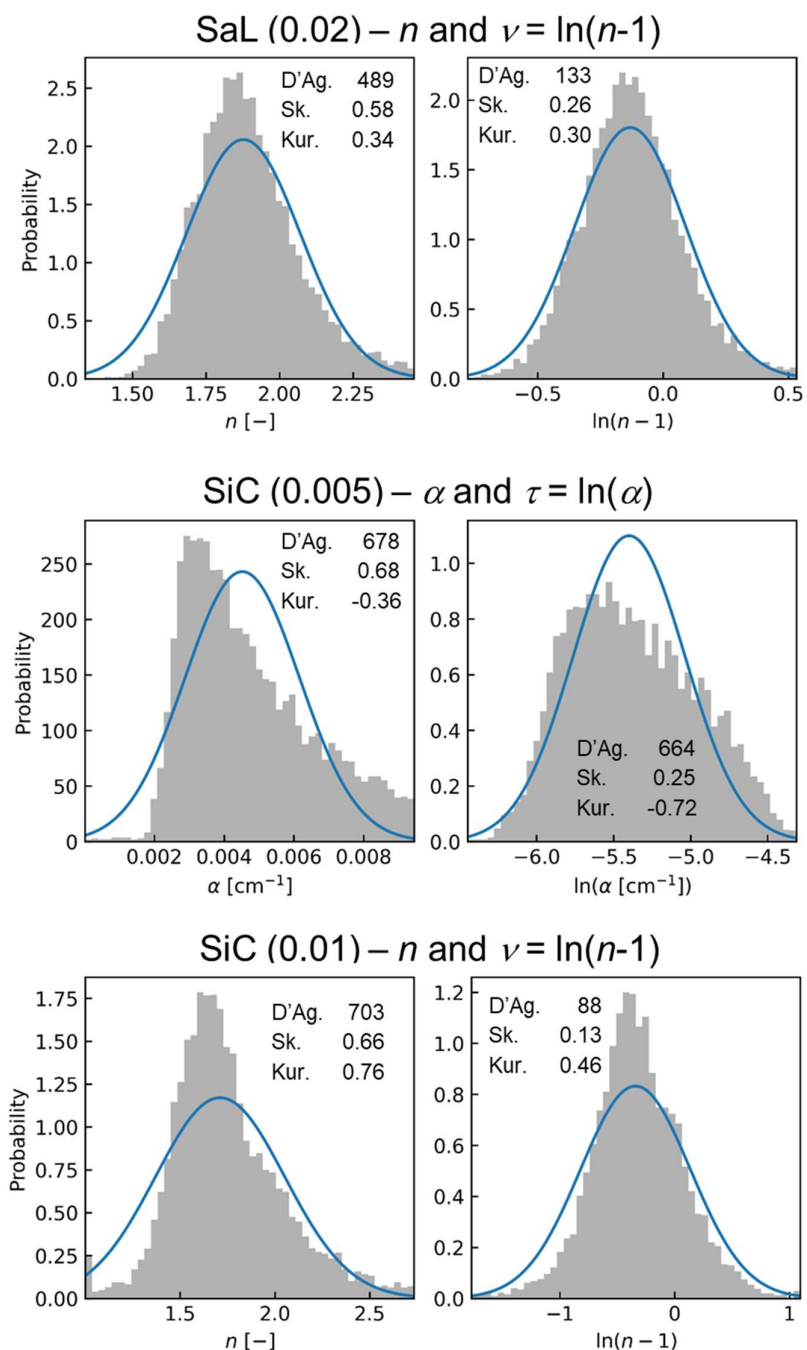 SaL (0.02) – n and ν = ln(n-1)
2.5
2.0
1.5
1.0
0.5
0.0
Probability
D'Ag. 489
Sk. 0.58
Kur. 0.34
1.50 1.75 2.00 2.25
n [–]
2.0
1.5
1.0
0.5
0.0
D'Ag. 133
Sk. 0.26
Kur. 0.30
−0.5 0.0 0.5
ln(n − 1)
SiC (0.005) – α and τ = ln(α)
250
200
150
100
50
0
Probability
D'Ag. 678
Sk. 0.68
Kur. -0.36
0.002 0.004 0.006 0.008
α [cm⁻¹]
1.0
0.8
0.6
0.4
0.2
0.0
D'Ag. 664
Sk. 0.25
Kur. -0.72
−6.0 −5.5 −5.0 −4.5
ln(α [cm⁻¹])
SiC (0.01) – n and ν = ln(n-1)
1.75
1.50
1.25
1.00
0.75
0.50
0.25
0.00
Probability
D'Ag. 703
Sk. 0.66
Kur. 0.76
1.5 2.0 2.5
n [–]
1.2
1.0
0.8
0.6
0.4
0.2
0.0
D'Ag. 88
Sk. 0.13
Kur. 0.46
−1 0 1
ln(n − 1)